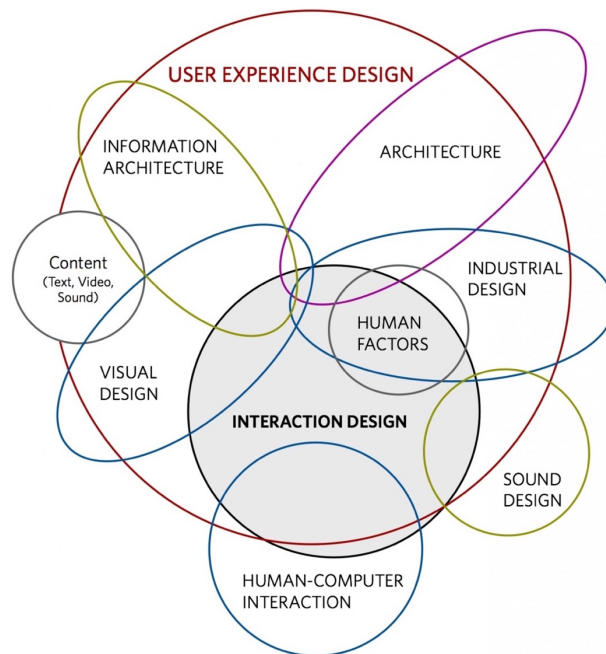 USER EXPERIENCE DESIGN
INFORMATION
ARCHITECTURE
ARCHITECTURE
Content
(Text, Video,
Sound)
INDUSTRIAL
DESIGN
HUMAN
FACTORS
VISUAL
DESIGN
INTERACTION DESIGN
SOUND
DESIGN
HUMAN-COMPUTER
INTERACTION